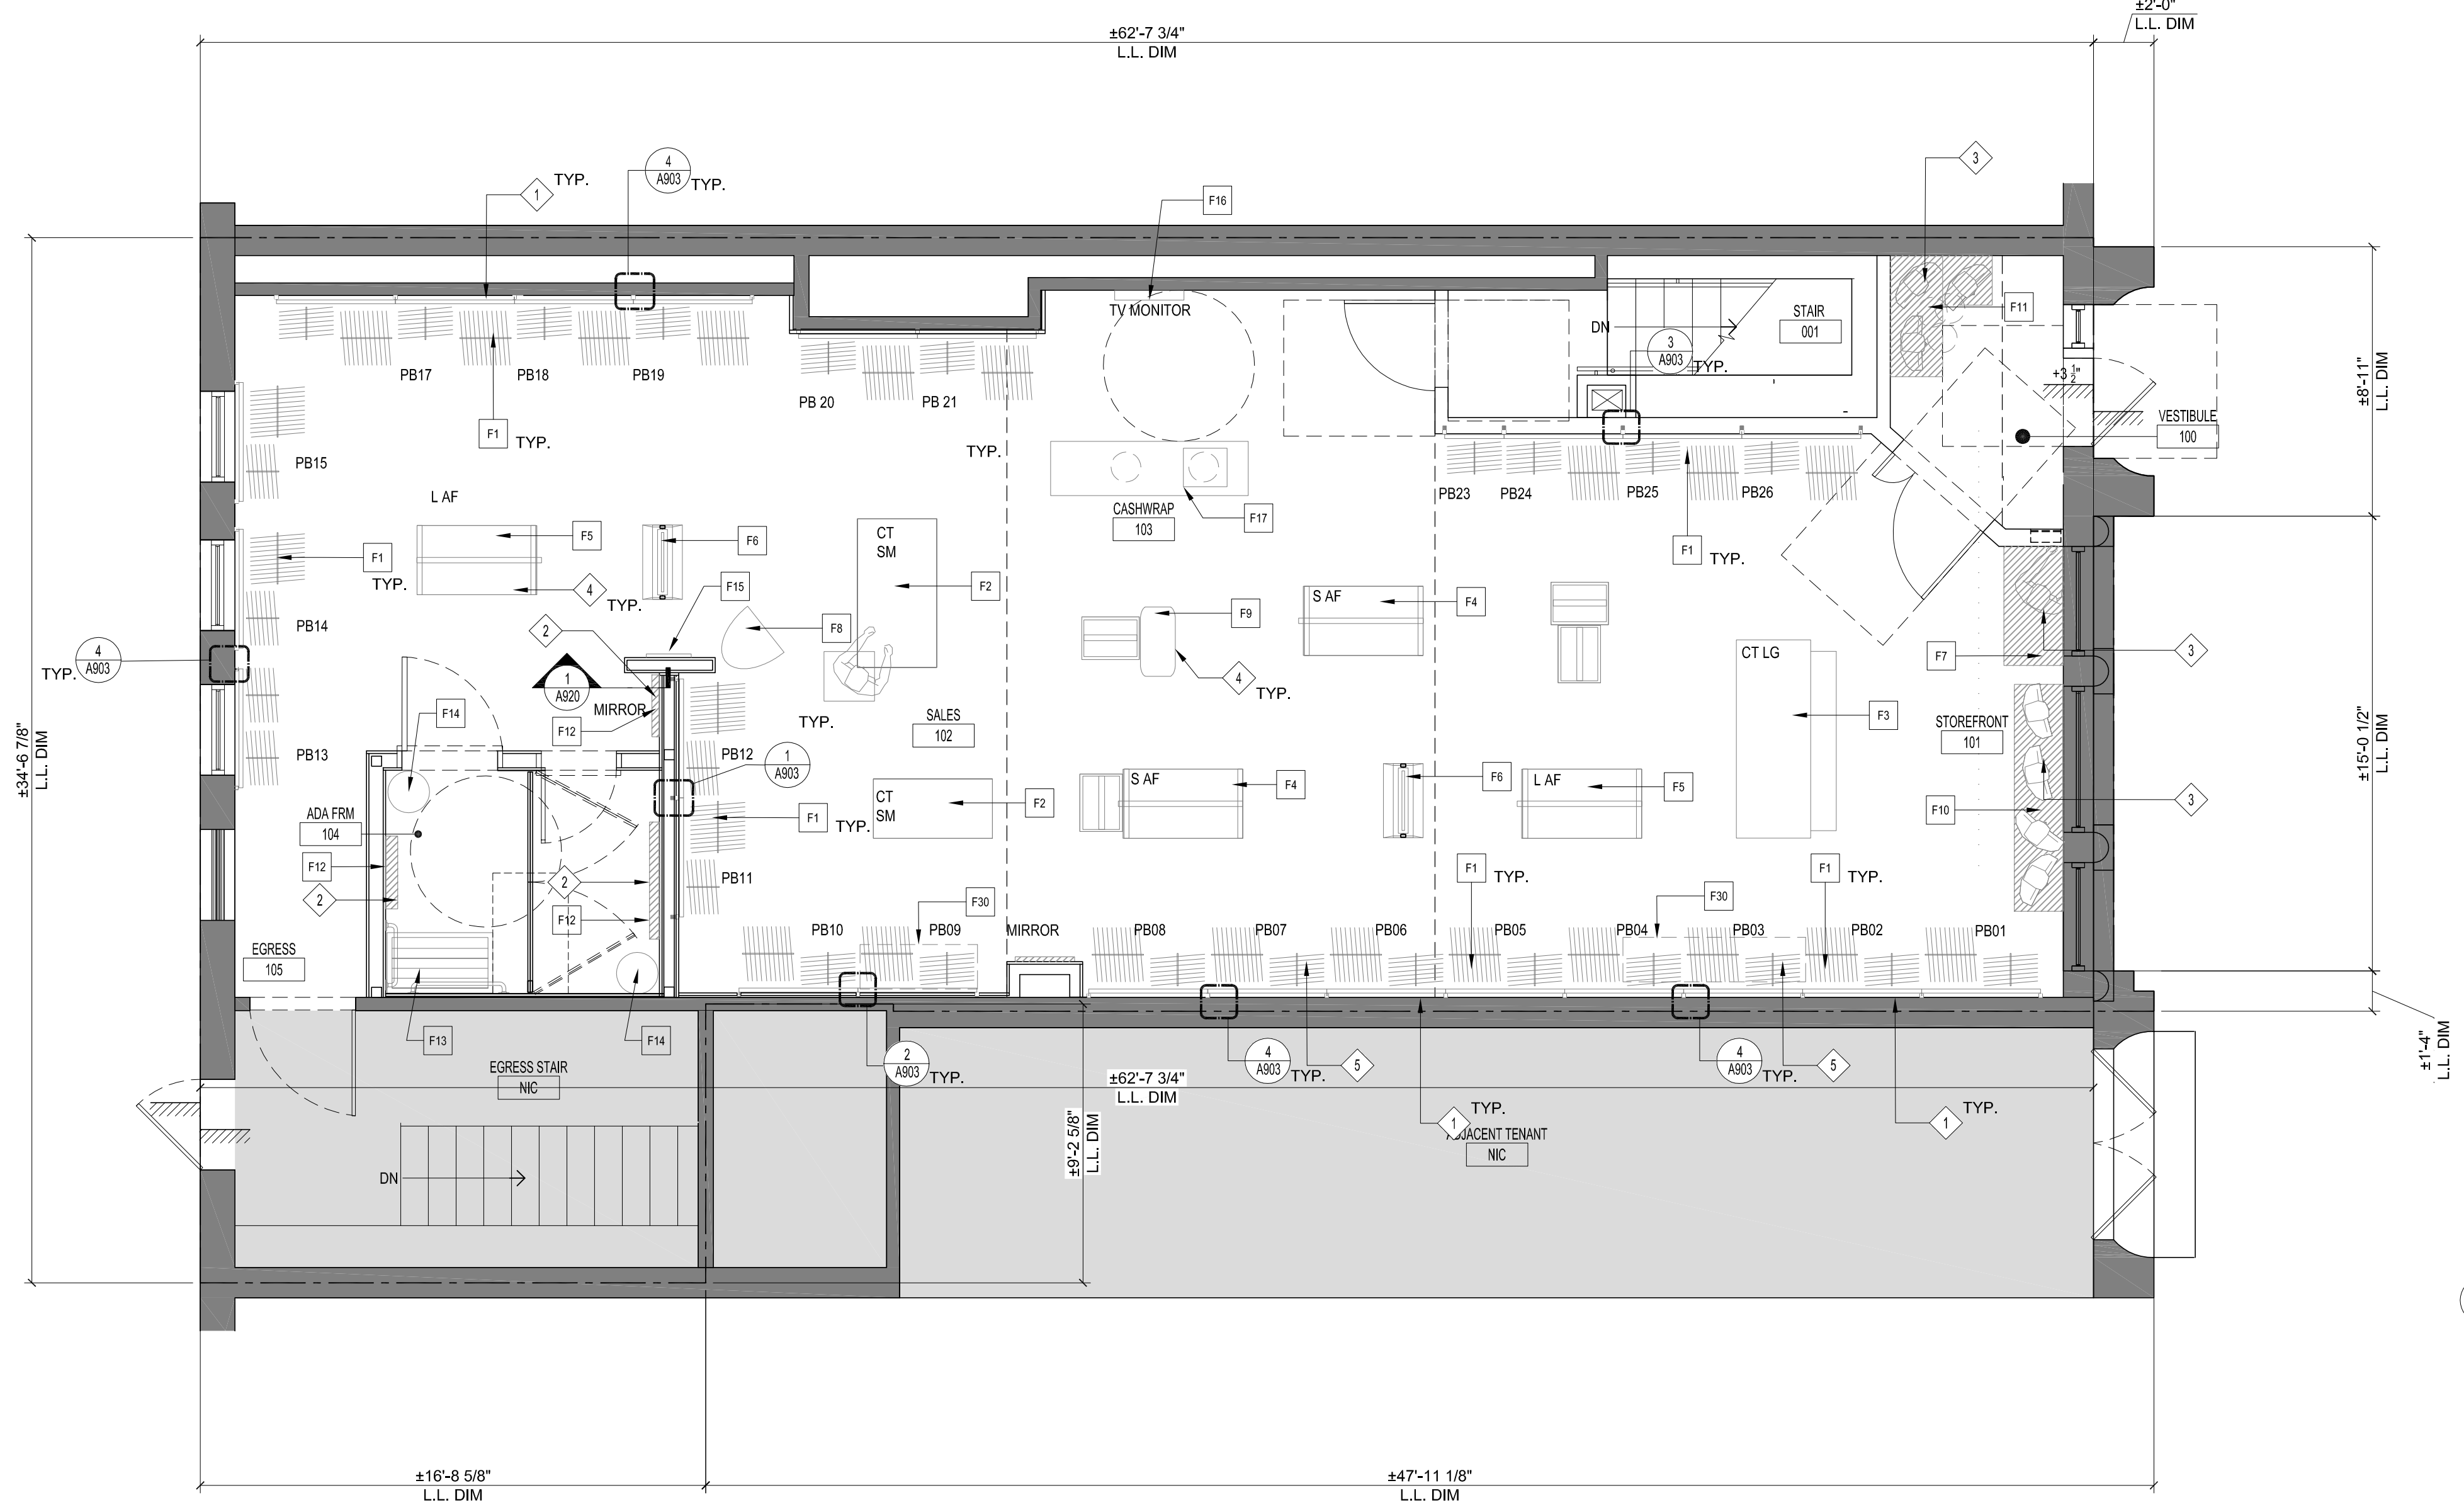 ±2'-0"
L.L. DIM
±62'-7 3/4"
L.L. DIM
4
A903
TYP.
1
TYP.
3
F16
TV MONITOR
STAIR
001
DN
3
A903
TYP.
F11
+3 1/2"
VESTIBULE
100
±8'-11"
L.L. DIM
PB17
PB18
PB19
PB 20
PB 21
F1
TYP.
TYP.
PB15
L AF
CASHWRAP
103
F17
PB23
PB24
PB25
PB26
F1
TYP.
F5
F6
CT
SM
F2
F1
TYP.
4
TYP.
F15
F8
F9
S AF
F4
PB14
2
4
A903
TYP.
1
A920
MIRROR
F12
F14
4
TYP.
CT LG
F7
3
TYP.
SALES
102
F3
STOREFRONT
101
±34'-6 7/8"
L.L. DIM
±15'-0 1/2"
L.L. DIM
PB13
PB12
1
A903
CT
SM
F2
S AF
F4
F6
L AF
F5
F10
3
ADA FRM
104
F1
TYP.
F12
2
2
F12
PB11
F30
F1
TYP.
F30
F1
TYP.
PB10
PB09
MIRROR
PB08
PB07
PB06
PB05
PB04
PB03
PB02
PB01
EGRESS
105
F13
F14
EGRESS STAIR
NIC
2
A903
TYP.
4
A903
TYP.
5
4
A903
TYP.
5
±1'-4"
L.L. DIM
±62'-7 3/4"
L.L. DIM
1
TYP.
1
TYP.
ADJACENT TENANT
NIC
±9'-2 5/8"
L.L. DIM
DN
±16'-8 5/8"
L.L. DIM
±47'-11 1/8"
L.L. DIM